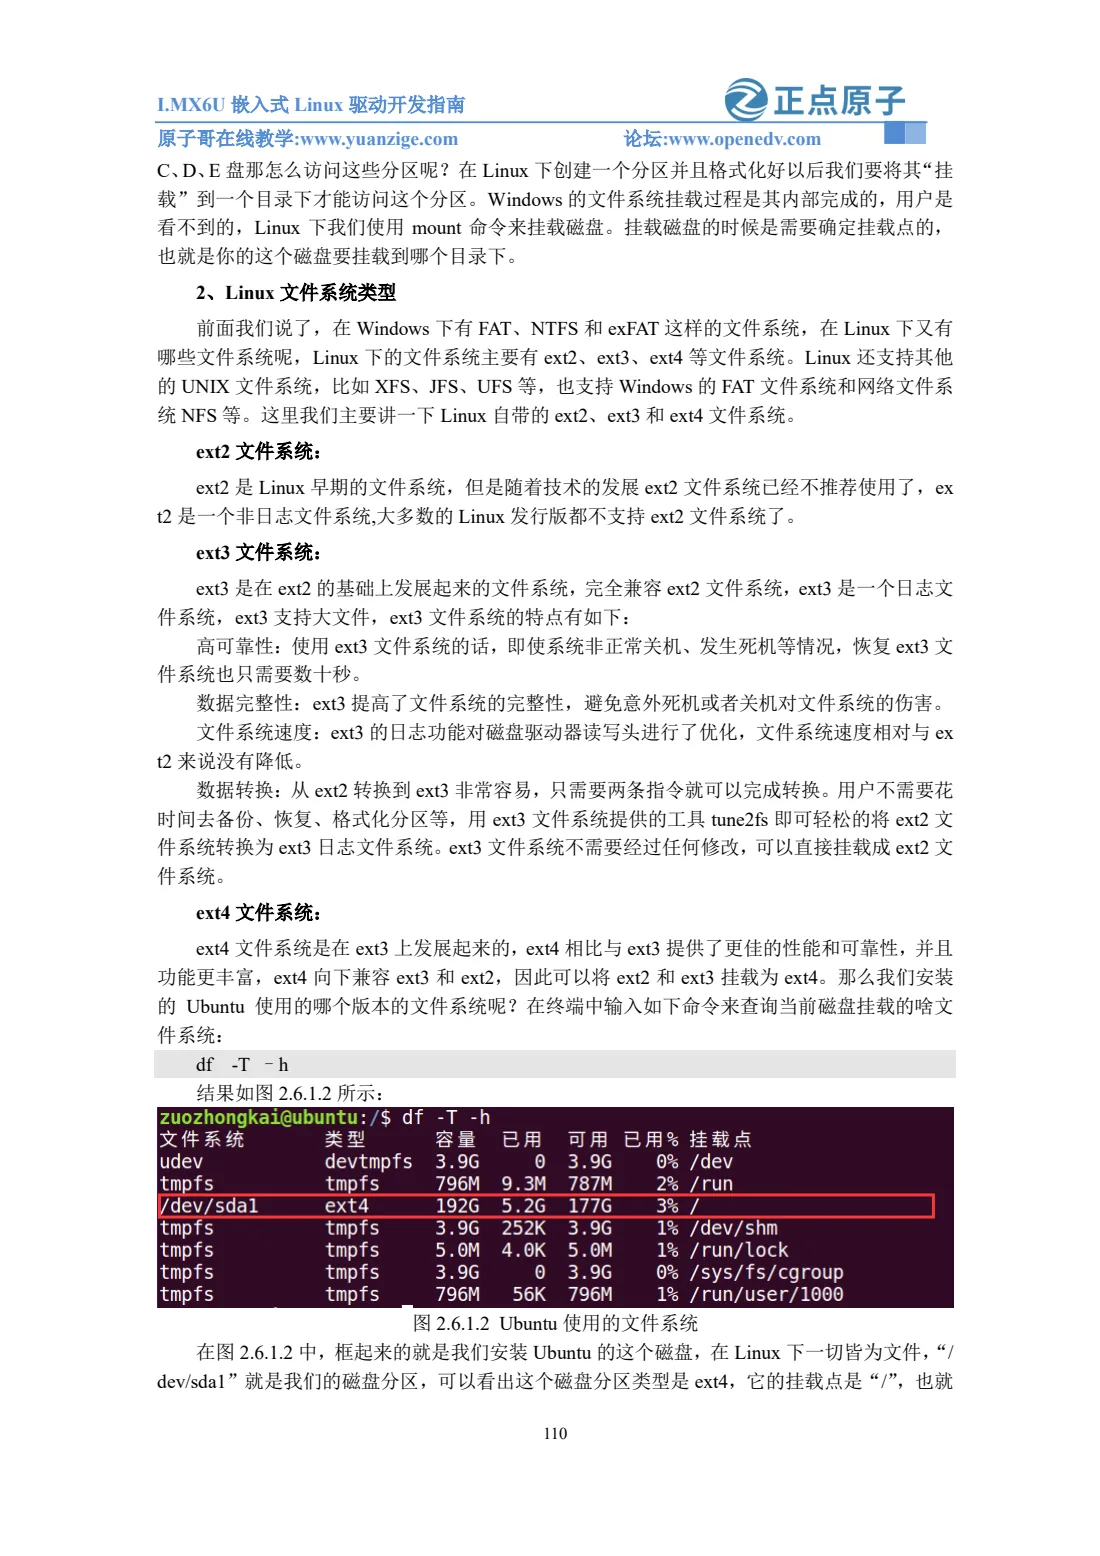 I.MX6U 嵌入式 Linux 驱动开发指南
正点原子
原子哥在线教学:www.yuanzige.com 论坛:www.openedv.com
C、D、E 盘那怎么访问这些分区呢？在 Linux 下创建一个分区并且格式化好以后我们要将其“挂
载”到一个目录下才能访问这个分区。Windows 的文件系统挂载过程是其内部完成的，用户是
看不到的，Linux 下我们使用 mount 命令来挂载磁盘。挂载磁盘的时候是需要确定挂载点的，
也就是你的这个磁盘要挂载到哪个目录下。
2、Linux 文件系统类型
前面我们说了，在 Windows 下有 FAT、NTFS 和 exFAT 这样的文件系统，在 Linux 下又有
哪些文件系统呢，Linux 下的文件系统主要有 ext2、ext3、ext4 等文件系统。Linux 还支持其他
的 UNIX 文件系统，比如 XFS、JFS、UFS 等，也支持 Windows 的 FAT 文件系统和网络文件系
统 NFS 等。这里我们主要讲一下 Linux 自带的 ext2、ext3 和 ext4 文件系统。
ext2 文件系统：
ext2 是 Linux 早期的文件系统，但是随着技术的发展 ext2 文件系统已经不推荐使用了，ex
t2 是一个非日志文件系统,大多数的 Linux 发行版都不支持 ext2 文件系统了。
ext3 文件系统：
ext3 是在 ext2 的基础上发展起来的文件系统，完全兼容 ext2 文件系统，ext3 是一个日志文
件系统，ext3 支持大文件，ext3 文件系统的特点有如下：
高可靠性：使用 ext3 文件系统的话，即使系统非正常关机、发生死机等情况，恢复 ext3 文
件系统也只需要数十秒。
数据完整性：ext3 提高了文件系统的完整性，避免意外死机或者关机对文件系统的伤害。
文件系统速度：ext3 的日志功能对磁盘驱动器读写头进行了优化，文件系统速度相对与 ex
t2 来说没有降低。
数据转换：从 ext2 转换到 ext3 非常容易，只需要两条指令就可以完成转换。用户不需要花
时间去备份、恢复、格式化分区等，用 ext3 文件系统提供的工具 tune2fs 即可轻松的将 ext2 文
件系统转换为 ext3 日志文件系统。ext3 文件系统不需要经过任何修改，可以直接挂载成 ext2 文
件系统。
ext4 文件系统：
ext4 文件系统是在 ext3 上发展起来的，ext4 相比与 ext3 提供了更佳的性能和可靠性，并且
功能更丰富，ext4 向下兼容 ext3 和 ext2，因此可以将 ext2 和 ext3 挂载为 ext4。那么我们安装
的 Ubuntu 使用的哪个版本的文件系统呢？在终端中输入如下命令来查询当前磁盘挂载的啥文
件系统：
df -T –h
结果如图 2.6.1.2 所示：
zuozhongkai@ubuntu:/$ df -T -h
文件系统 类型 容量 已用 可用 已用% 挂载点
udev devtmpfs 3.9G 0 3.9G 0% /dev
tmpfs tmpfs 796M 9.3M 787M 2% /run
/dev/sda1 ext4 192G 5.2G 177G 3% /
tmpfs tmpfs 3.9G 252K 3.9G 1% /dev/shm
tmpfs tmpfs 5.0M 4.0K 5.0M 1% /run/lock
tmpfs tmpfs 3.9G 0 3.9G 0% /sys/fs/cgroup
tmpfs tmpfs 796M 56K 796M 1% /run/user/1000
图 2.6.1.2 Ubuntu 使用的文件系统
在图 2.6.1.2 中，框起来的就是我们安装 Ubuntu 的这个磁盘，在 Linux 下一切皆为文件，“/
dev/sda1”就是我们的磁盘分区，可以看出这个磁盘分区类型是 ext4，它的挂载点是“/”，也就
110